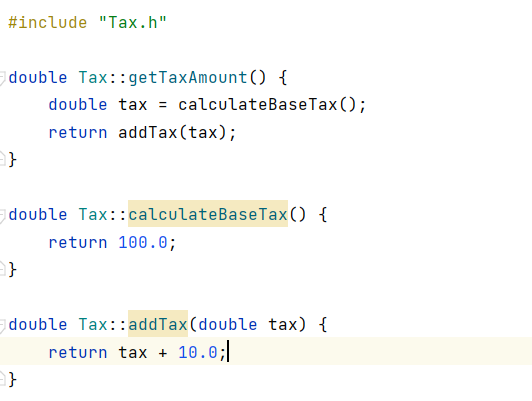 #include "Tax.h"
double Tax::getTaxAmount() {
    double tax = calculateBaseTax();
    return addTax(tax);
}
double Tax::calculateBaseTax() {
    return 100.0;
}
double Tax::addTax(double tax) {
    return tax + 10.0;
}